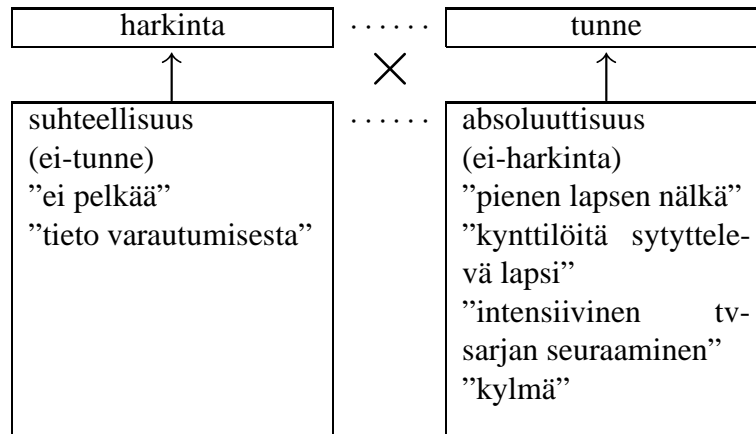 harkinta ...... tunne
×
suhteellisuus ...... absoluuttisuus
(ei-tunne)
”ei pelkää”
”tieto varautumisesta”
(ei-harkinta)
”pienen lapsen nälkä”
”kynttilöitä sytyttele-
vä lapsi”
”intensiivinen tv-
sarjan seuraaminen”
”kylmä”